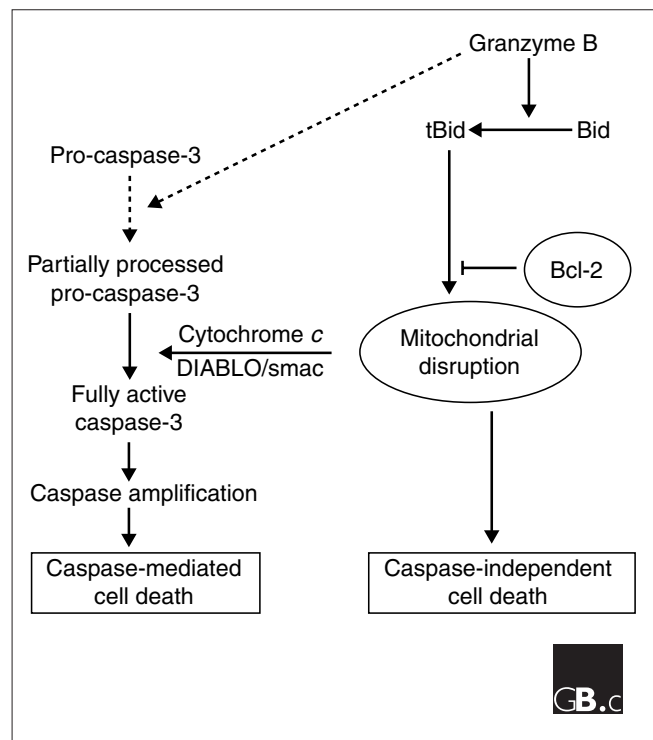 Granzyme B
tBid
Bid
Pro-caspase-3
Partially processed
pro-caspase-3
Bcl-2
Cytochrome c
DIABLO/smac
Mitochondrial
disruption
Fully active
caspase-3
Caspase amplification
Caspase-mediated
cell death
Caspase-independent
cell death
GB.c